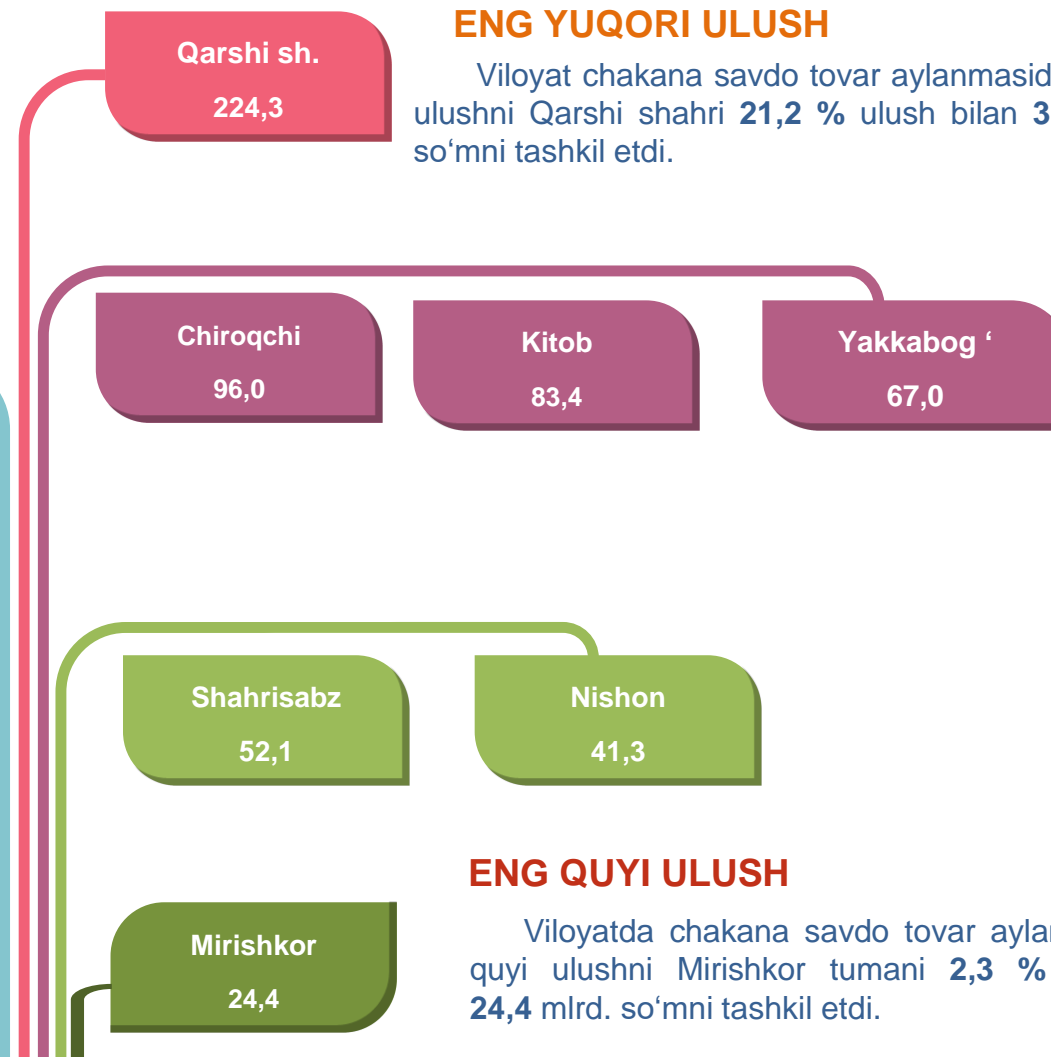 ENG YUQORI ULUSH
Qarshi sh.
224,3
Viloyat chakana savdo tovar aylanmasid
ulushni Qarshi shahri 21,2 % ulush bilan 3
so‘mni tashkil etdi.
Chiroqchi
96,0
Kitob
83,4
Yakkabog ‘
67,0
Shahrisabz
52,1
Nishon
41,3
ENG QUYI ULUSH
Mirishkor
24,4
Viloyatda chakana savdo tovar aylan
quyi ulushni Mirishkor tumani 2,3 %
24,4 mlrd. so‘mni tashkil etdi.